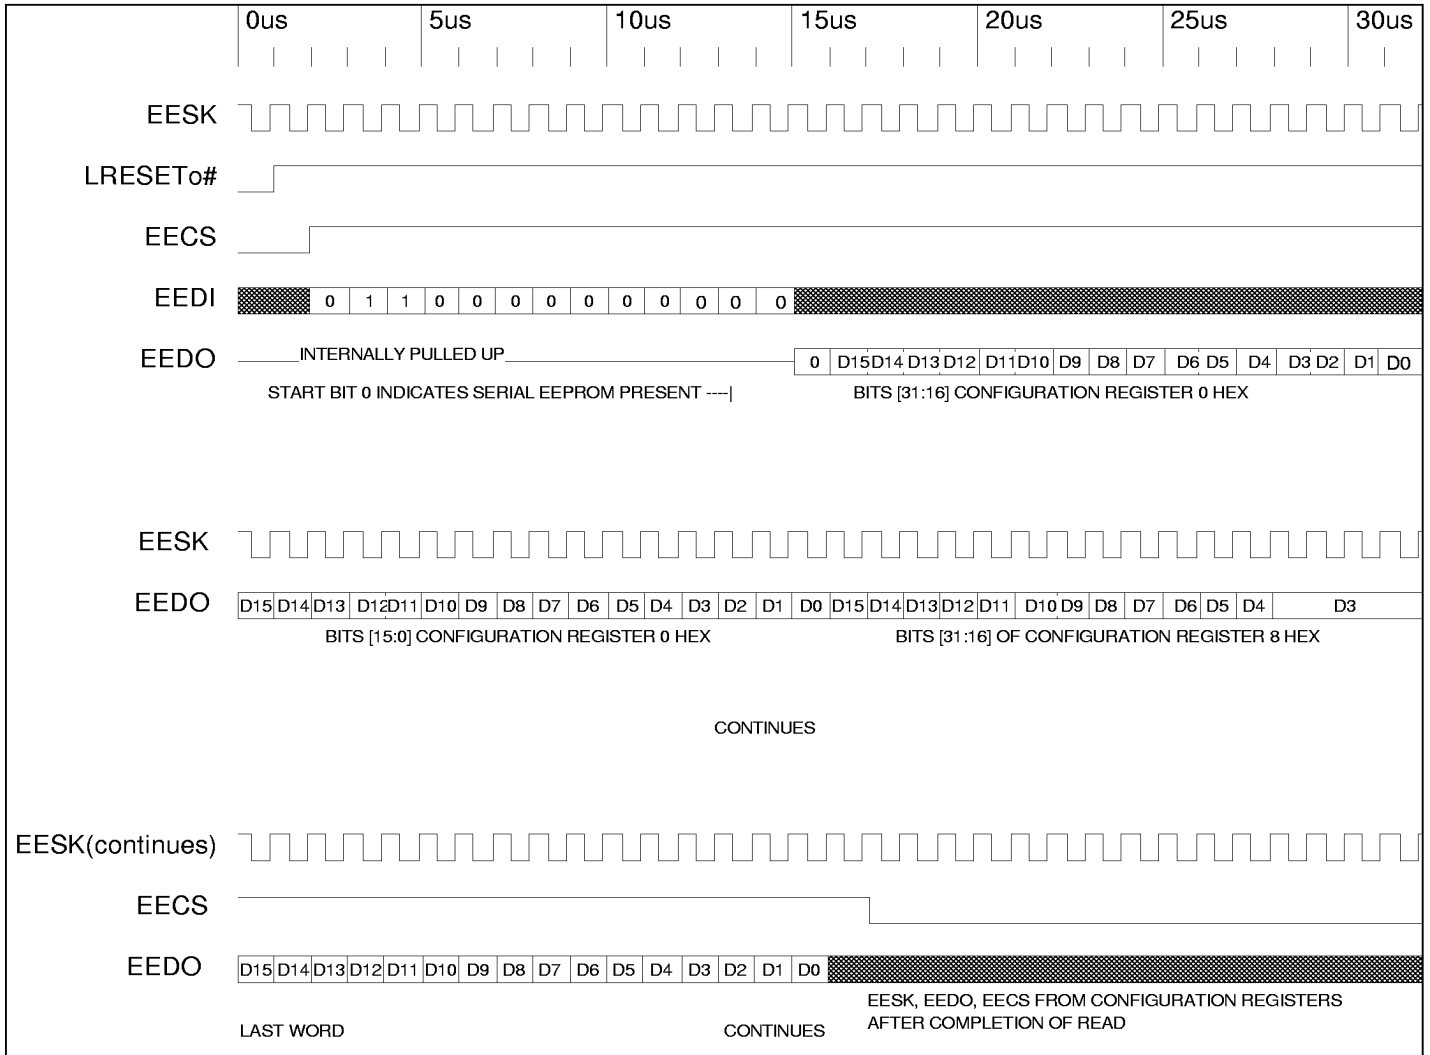 0us 5us 10us 15us 20us 25us 30us
EESK
LRESETo#
EECS
EEDI 0 1 1 0 0 0 0 0 0 0 0 0 0
EEDO INTERNALLY PULLED UP 0 D15 D14 D13 D12 D11 D10 D9 D8 D7 D6 D5 D4 D3 D2 D1 D0
START BIT 0 INDICATES SERIAL EEPROM PRESENT ----| BITS [31:16] CONFIGURATION REGISTER 0 HEX
EESK
EEDO D15 D14 D13 D12 D11 D10 D9 D8 D7 D6 D5 D4 D3 D2 D1 D0 D15 D14 D13 D12 D11 D10 D9 D8 D7 D6 D5 D4 D3
BITS [15:0] CONFIGURATION REGISTER 0 HEX BITS [31:16] OF CONFIGURATION REGISTER 8 HEX
CONTINUES
EESK(continues)
EECS
EEDO D15 D14 D13 D12 D11 D10 D9 D8 D7 D6 D5 D4 D3 D2 D1 D0
EESK, EEDO, EECS FROM CONFIGURATION REGISTERS
AFTER COMPLETION OF READ
LAST WORD CONTINUES